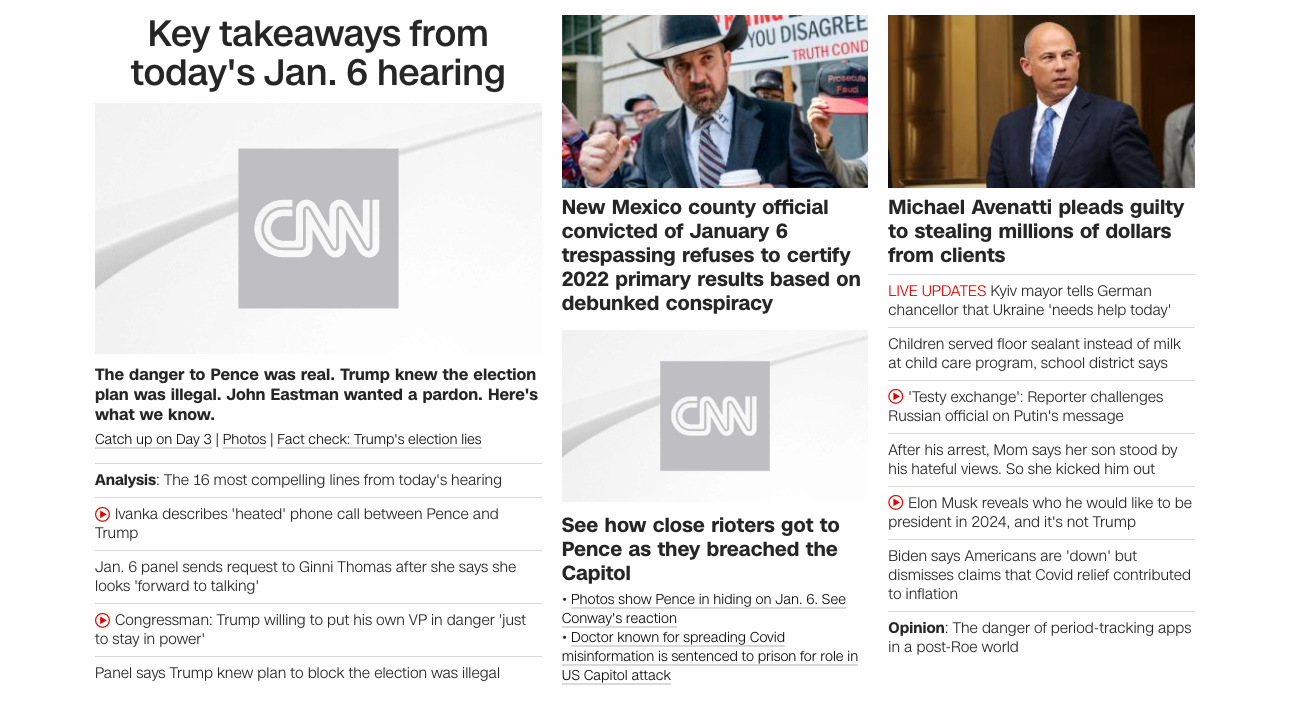 Key takeaways from
today's Jan. 6 hearing
CNN
The danger to Pence was real. Trump knew the election
plan was illegal. John Eastman wanted a pardon. Here's
what we know.
Catch up on Day 3 | Photos | Fact check: Trump's election lies
Analysis: The 16 most compelling lines from today's hearing
Ivanka describes 'heated' phone call between Pence and
Trump
Jan. 6 panel sends request to Ginni Thomas after she says she
looks 'forward to talking'
Congressman: Trump willing to put his own VP in danger 'just
to stay in power'
Panel says Trump knew plan to block the election was illegal
YOU DISAGREE
TRUTH COND
Prosecute
Fauci
New Mexico county official
convicted of January 6
trespassing refuses to certify
2022 primary results based on
debunked conspiracy
CNN
See how close rioters got to
Pence as they breached the
Capitol
• Photos show Pence in hiding on Jan. 6. See
Conway's reaction
• Doctor known for spreading Covid
misinformation is sentenced to prison for role in
US Capitol attack
Michael Avenatti pleads guilty
to stealing millions of dollars
from clients
LIVE UPDATES Kyiv mayor tells German
chancellor that Ukraine 'needs help today'
Children served floor sealant instead of milk
at child care program, school district says
'Testy exchange': Reporter challenges
Russian official on Putin's message
After his arrest, Mom says her son stood by
his hateful views. So she kicked him out
Elon Musk reveals who he would like to be
president in 2024, and it's not Trump
Biden says Americans are 'down' but
dismisses claims that Covid relief contributed
to inflation
Opinion: The danger of period-tracking apps
in a post-Roe world